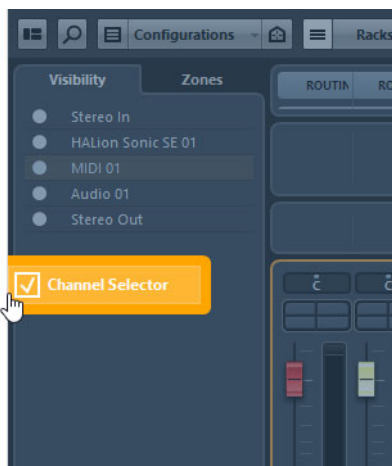 Configurations Racks
Visibility Zones
ROUTIN RO
Stereo In
HALion Sonic SE 01
MIDI 01
Audio 01
Stereo Out
Channel Selector
C C